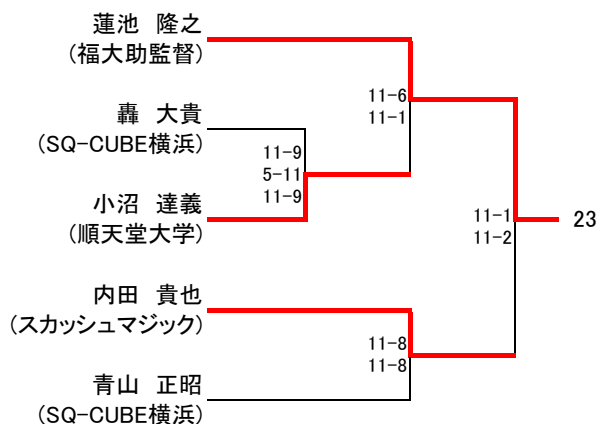 蓮池 隆之
(福大助監督)
轟 大貴
(SQ-CUBE横浜)
小沼 達義
(順天堂大学)
内田 貴也
(スカッシュマジック)
青山 正昭
(SQ-CUBE横浜)
11-9
5-11
11-9
11-6
11-1
11-8
11-8
11-1
11-2
23